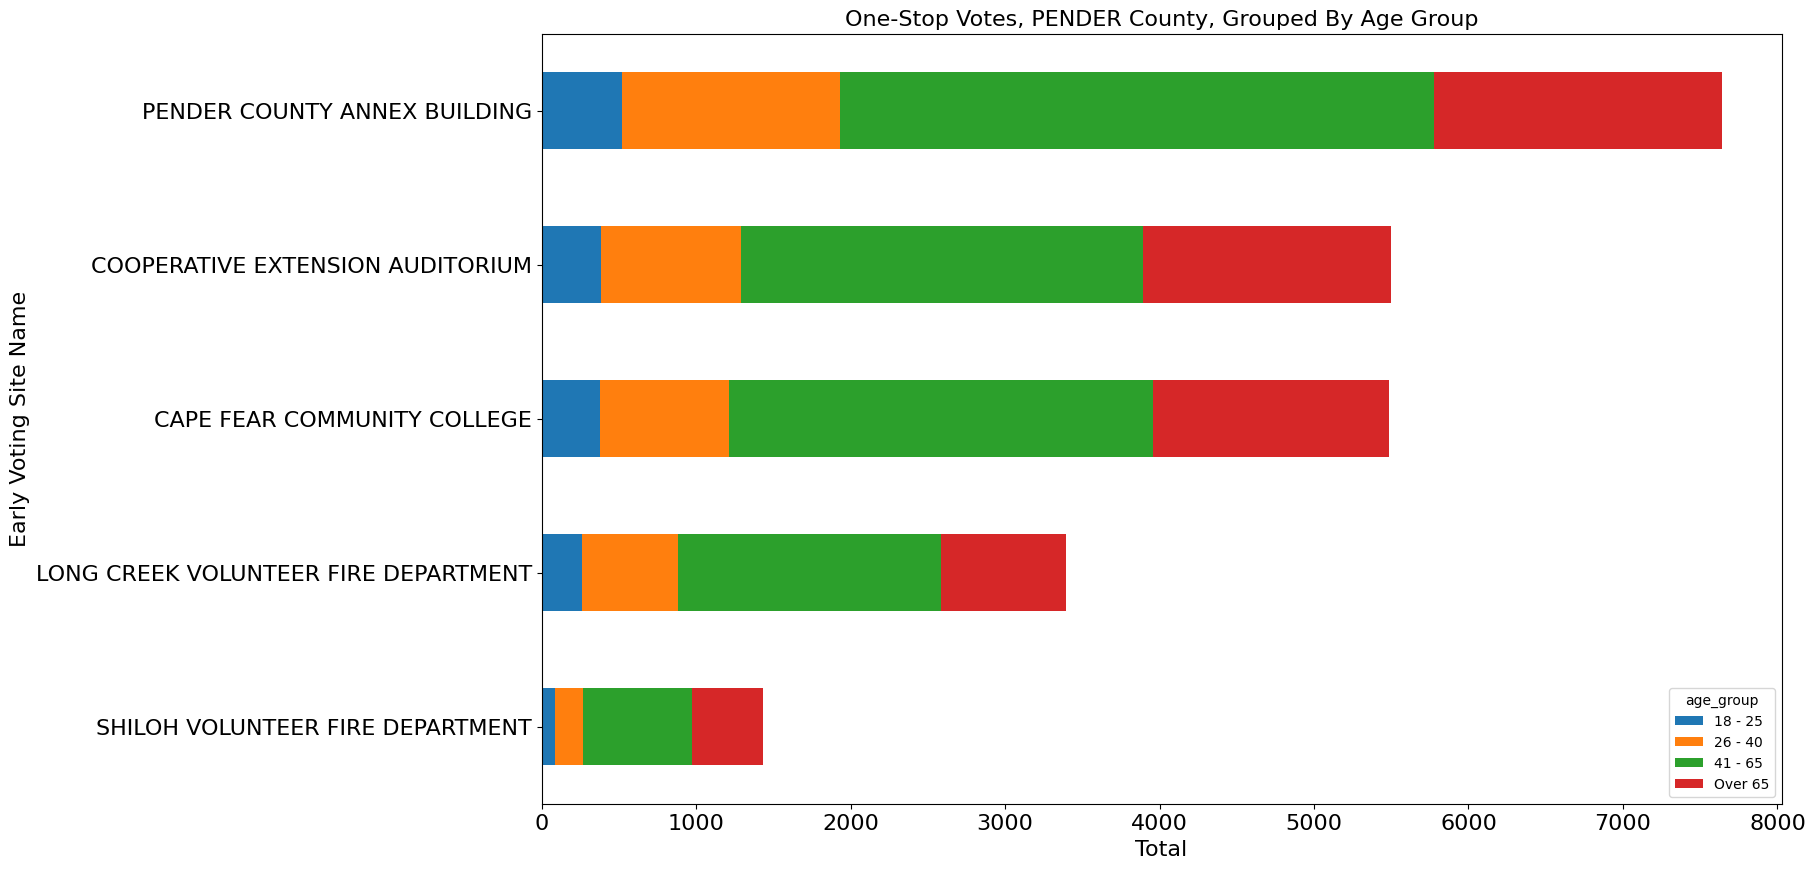 One-Stop Votes, PENDER County, Grouped By Age Group
Early Voting Site Name
PENDER COUNTY ANNEX BUILDING
COOPERATIVE EXTENSION AUDITORIUM
CAPE FEAR COMMUNITY COLLEGE
LONG CREEK VOLUNTEER FIRE DEPARTMENT
SHILOH VOLUNTEER FIRE DEPARTMENT
age_group
18 - 25
26 - 40
41 - 65
Over 65
0 1000 2000 3000 4000 5000 6000 7000 8000
Total